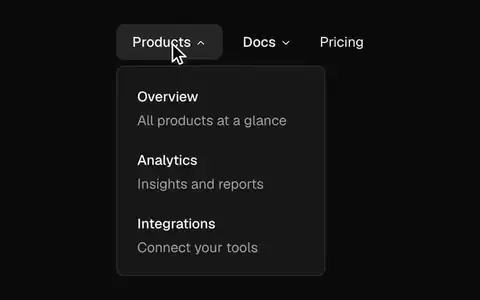 Products Docs Pricing
Overview
All products at a glance
Analytics
Insights and reports
Integrations
Connect your tools